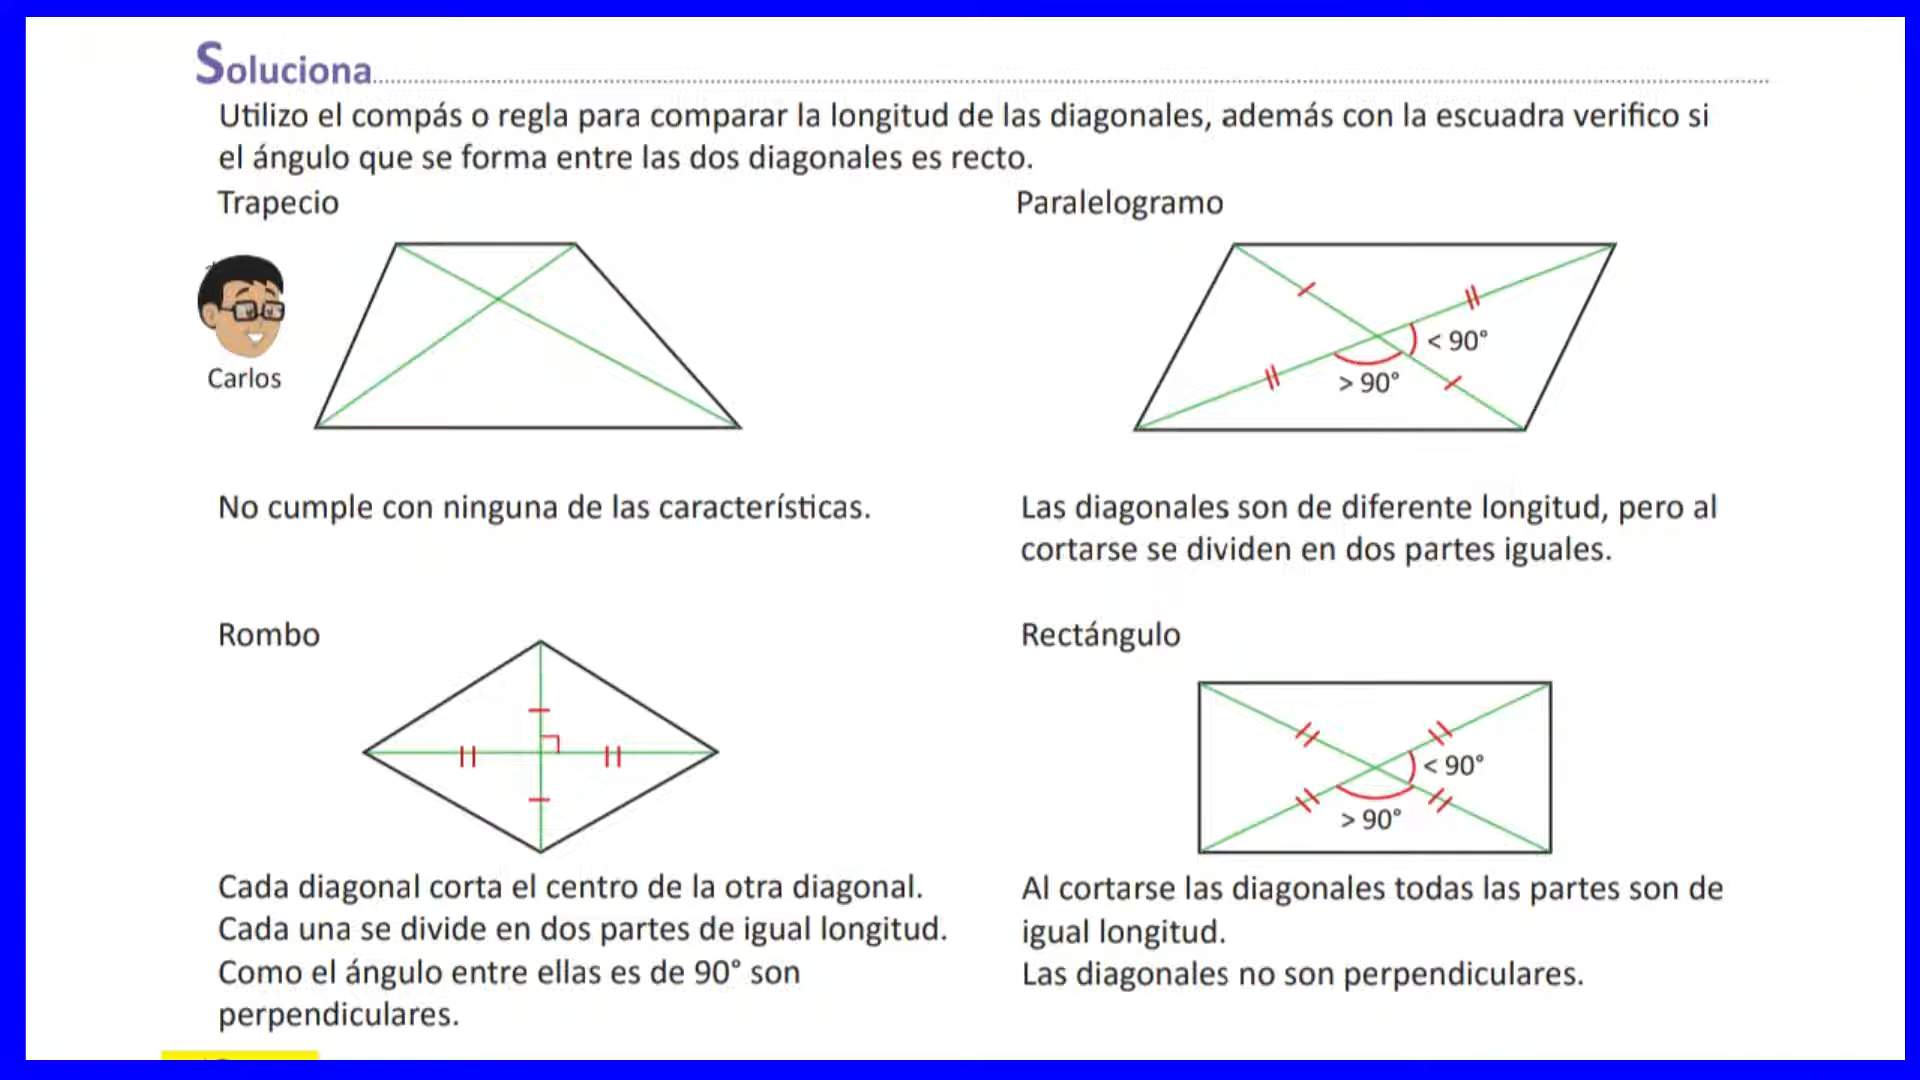 Soluciona
Utilizo el compás o regla para comparar la longitud de las diagonales, además con la escuadra verifico si
el ángulo que se forma entre las dos diagonales es recto.
Trapecio
Carlos
No cumple con ninguna de las características.
Paralelogramo
< 90°
> 90°
Las diagonales son de diferente longitud, pero al
cortarse se dividen en dos partes iguales.
Rombo
Cada diagonal corta el centro de la otra diagonal.
Cada una se divide en dos partes de igual longitud.
Como el ángulo entre ellas es de 90° son
perpendiculares.
Rectángulo
< 90°
> 90°
Al cortarse las diagonales todas las partes son de
igual longitud.
Las diagonales no son perpendiculares.